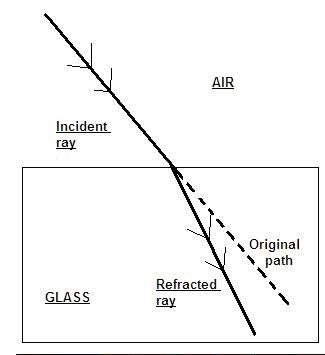 AIR
Incident
ray
Original
path
Refracted
ray
GLASS